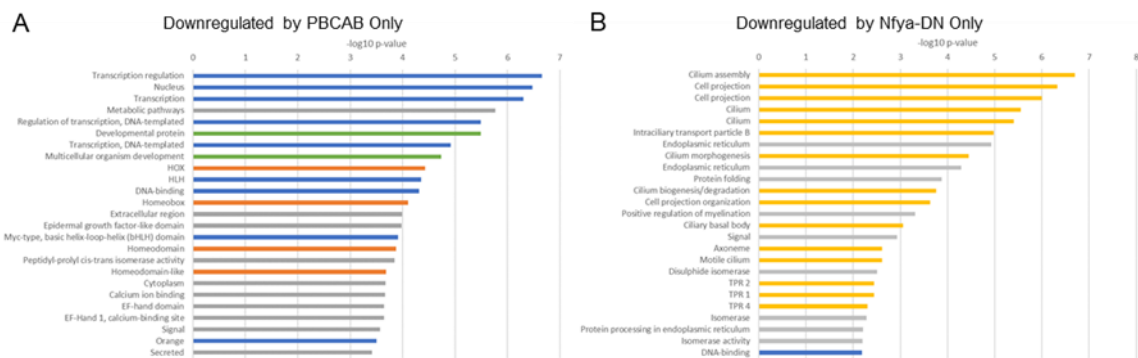 A
Downregulated by PBCAB Only
-log10 p-value
0 1 2 3 4 5 6 7
Transcription regulation
Nucleus
Transcription
Metabolic pathways
Regulation of transcription, DNA-templated
Developmental protein
Transcription, DNA-templated
Multicellular organism development
HOX
HLH
DNA-binding
Homeobox
Extracellular region
Epidermal growth factor-like domain
Myc-type, basic helix-loop-helix (bHLH) domain
Homeodomain
Peptidyl-prolyl cis-trans isomerase activity
Homeodomain-like
Cytoplasm
Calcium ion binding
EF-hand domain
EF-Hand 1, calcium-binding site
Signal
Orange
Secreted
B
Downregulated by Nfya-DN Only
-log10 p-value
0 1 2 3 4 5 6 7 8
Cilium assembly
Cell projection
Cell projection
Cilium
Cilium
Intraciliary transport particle B
Endoplasmic reticulum
Cilium morphogenesis
Endoplasmic reticulum
Protein folding
Cilium biogenesis/degradation
Cell projection organization
Positive regulation of myelination
Ciliary basal body
Signal
Axoneme
Motile cilium
Disulphide isomerase
TPR 2
TPR 1
TPR 4
Isomerase
Protein processing in endoplasmic reticulum
Isomerase activity
DNA-binding